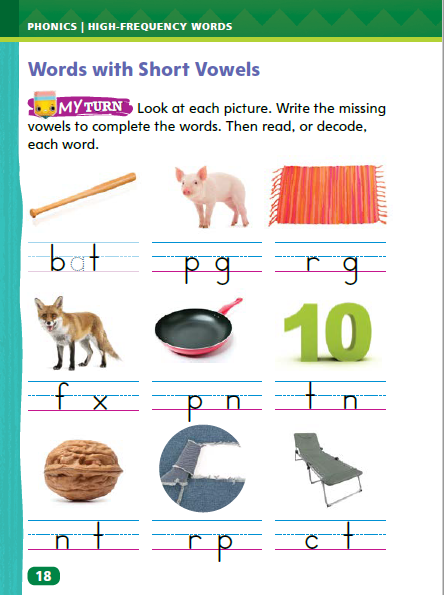 PHONICS | HIGH-FREQUENCY WORDS
Words with Short Vowels
MY TURN Look at each picture. Write the missing
vowels to complete the words. Then read, or decode,
each word.
bat p g r g
10
f x p n t n
n t r p c t
18